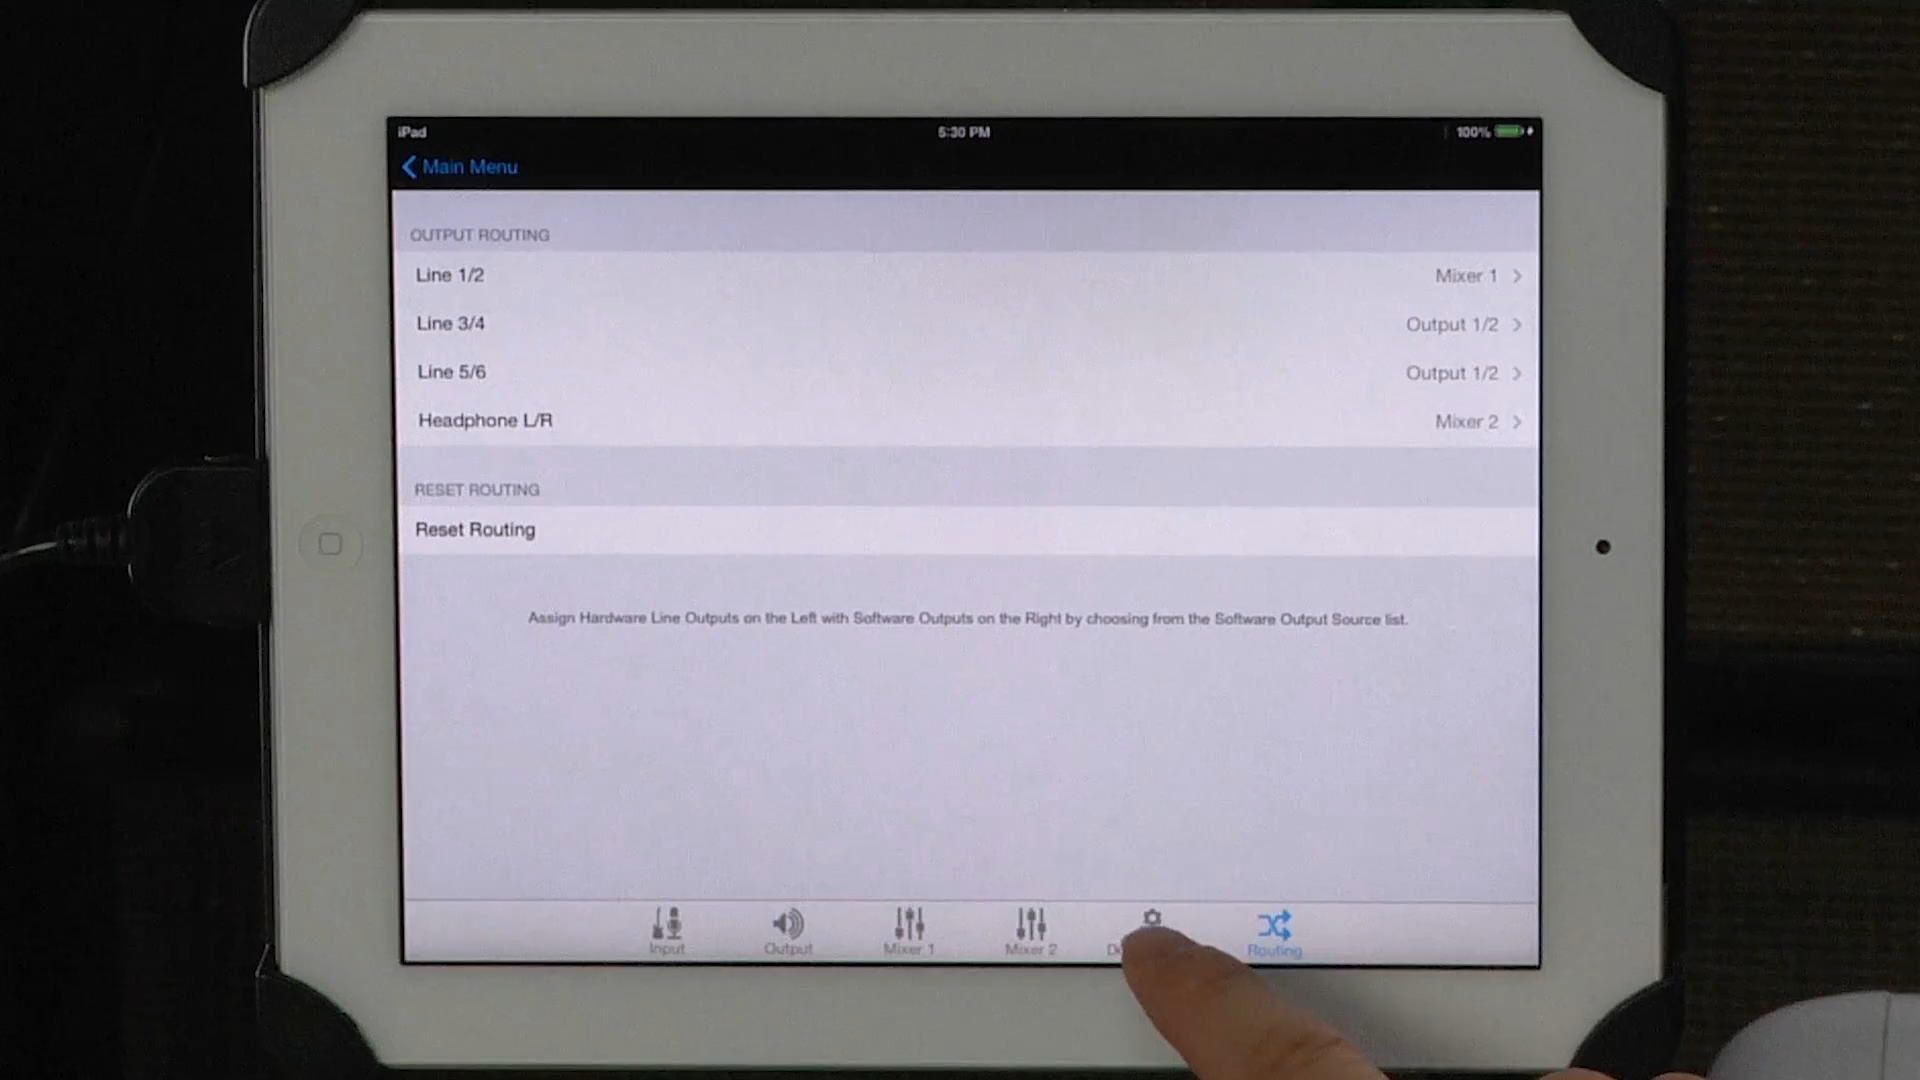 iPad
5:30 PM
100%
Main Menu
OUTPUT ROUTING
Line 1/2
Mixer 1
Line 3/4
Output 1/2
Line 5/6
Output 1/2
Headphone L/R
Mixer 2
RESET ROUTING
Reset Routing
Assign Hardware Line Outputs on the Left with Software Outputs on the Right by choosing from the Software Output Source list.
Input
Output
Mixer 1
Mixer 2
Routing